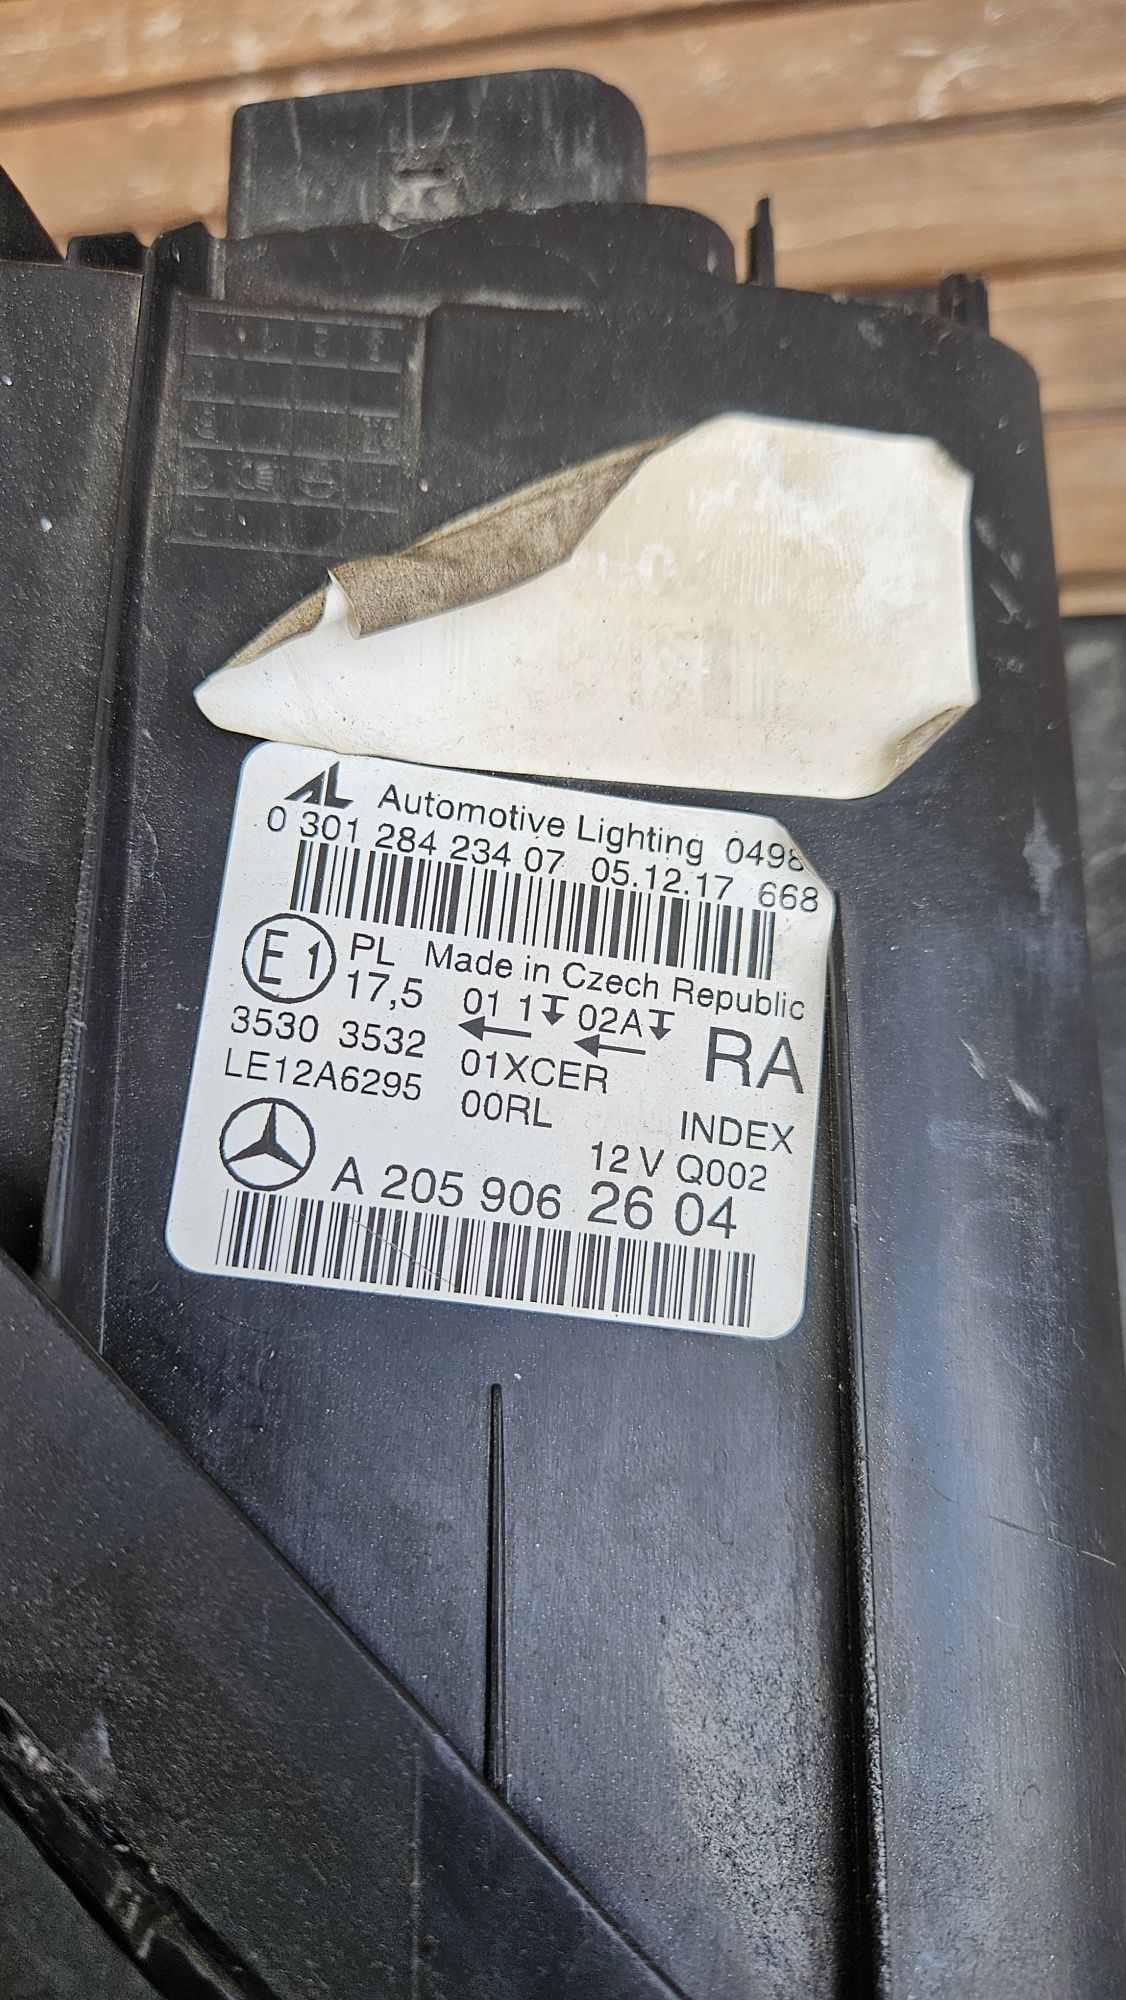 AL Automotive Lighting 0498
0 301 284 234 07 05.12.17 668
E1 PL Made in Czech Republic
17,5 01 1 02A RA
3530 3532 01XCER
LE12A6295 00RL INDEX
12 V Q002
A 205 906 26 04